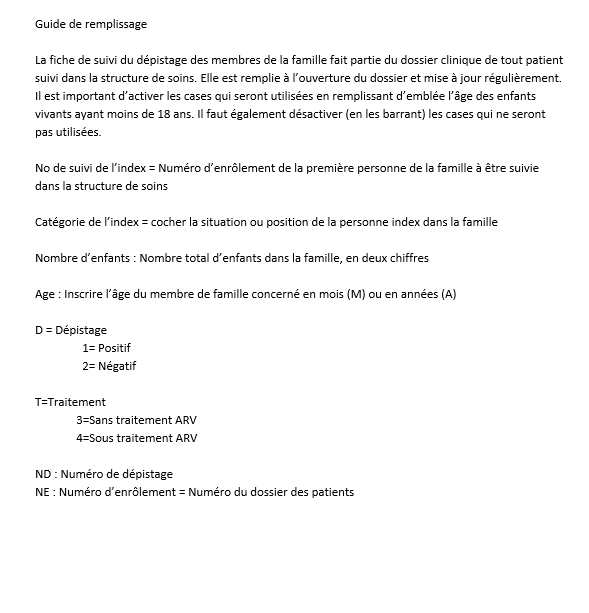 Guide de remplissage
La fiche de suivi du dépistage des membres de la famille fait partie du dossier clinique de tout patient
suivi dans la structure de soins. Elle est remplie à l’ouverture du dossier et mise à jour régulièrement.
Il est important d’activer les cases qui seront utilisées en remplissant d’emblée l’âge des enfants
vivants ayant moins de 18 ans. Il faut également désactiver (en les barrant) les cases qui ne seront
pas utilisées.
No de suivi de l’index = Numéro d’enrôlement de la première personne de la famille à être suivie
dans la structure de soins
Catégorie de l’index = cocher la situation ou position de la personne index dans la famille
Nombre d’enfants : Nombre total d’enfants dans la famille, en deux chiffres
Age : Inscrire l’âge du membre de famille concerné en mois (M) ou en années (A)
D = Dépistage
1= Positif
2= Négatif
T=Traitement
3=Sans traitement ARV
4=Sous traitement ARV
ND : Numéro de dépistage
NE : Numéro d’enrôlement = Numéro du dossier des patients